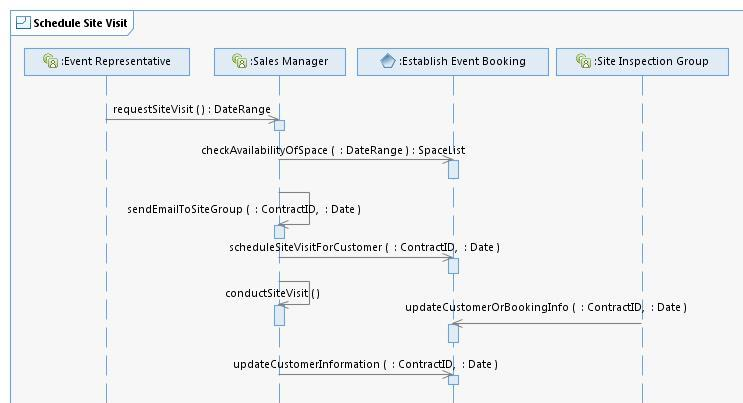 Schedule Site Visit
:Event Representative
:Sales Manager
:Establish Event Booking
:Site Inspection Group
requestSiteVisit ( ) : DateRange
checkAvailabilityOfSpace ( : DateRange ) : SpaceList
sendEmailToSiteGroup ( : ContractID, : Date )
scheduleSiteVisitForCustomer ( : ContractID, : Date )
conductSiteVisit ( )
updateCustomerOrBookingInfo ( : ContractID, : Date )
updateCustomerInformation ( : ContractID, : Date )